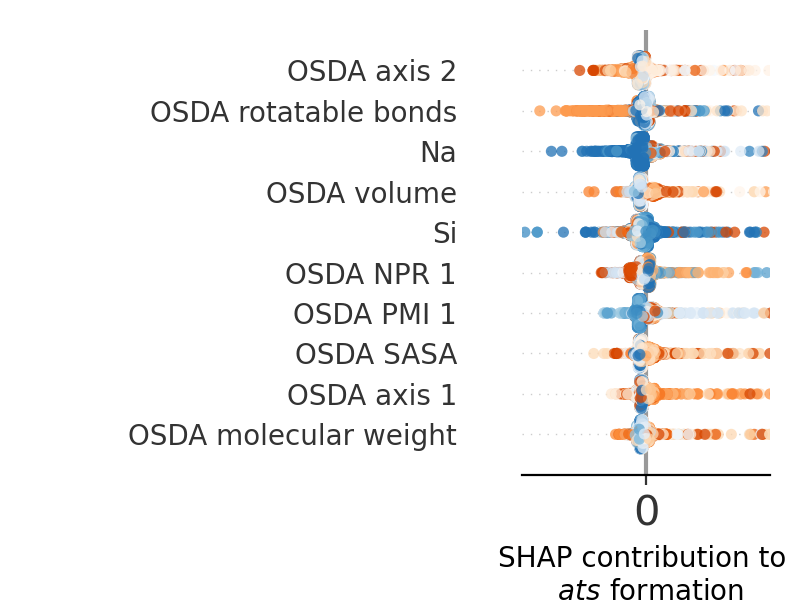 OSDA axis 2
OSDA rotatable bonds
Na
OSDA volume
Si
OSDA NPR 1
OSDA PMI 1
OSDA SASA
OSDA axis 1
OSDA molecular weight
0
SHAP contribution to
ats formation